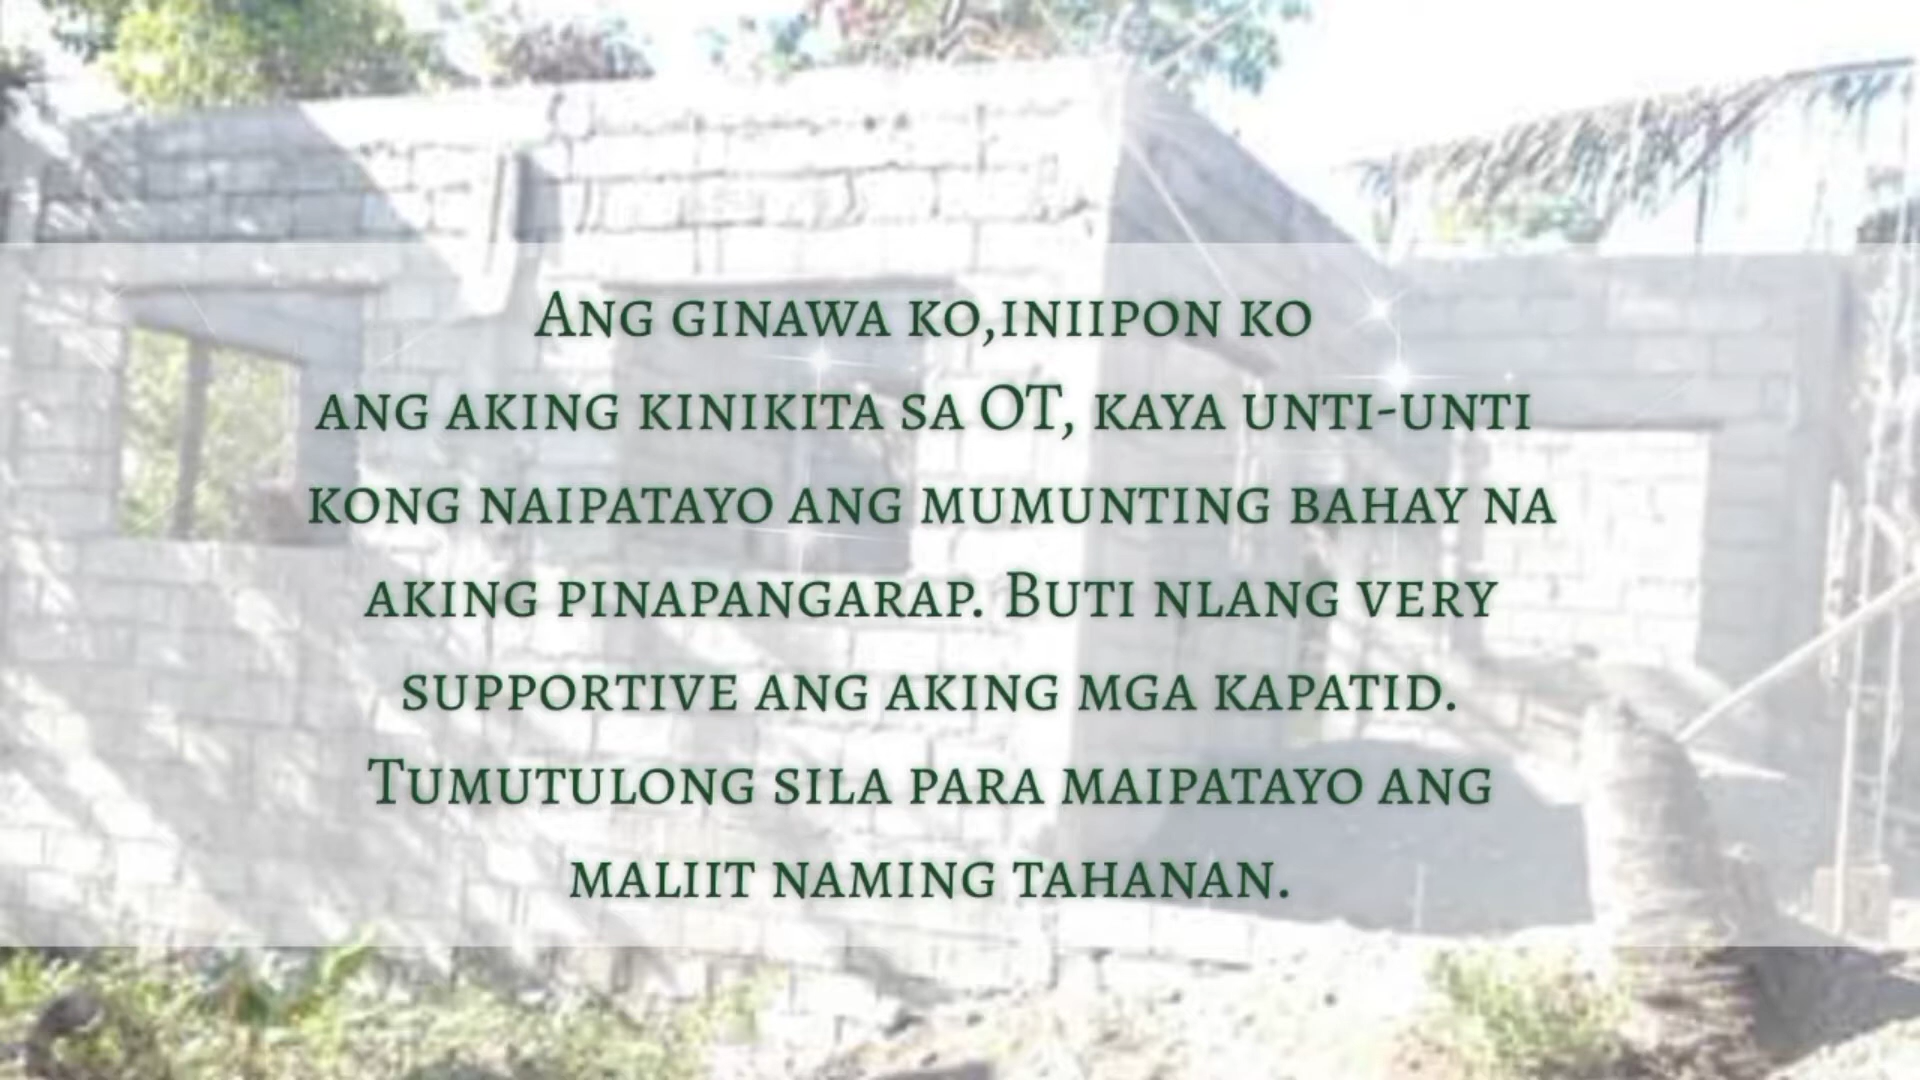 Ang ginawa ko,iniipon ko
ang aking kinikita sa OT, kaya unti-unti
kong naipatayo ang mumunting bahay na
aking pinapangarap. Buti nlang very
supportive ang aking mga kapatid.
Tumutulong sila para maipatayo ang
maliit naming tahanan.